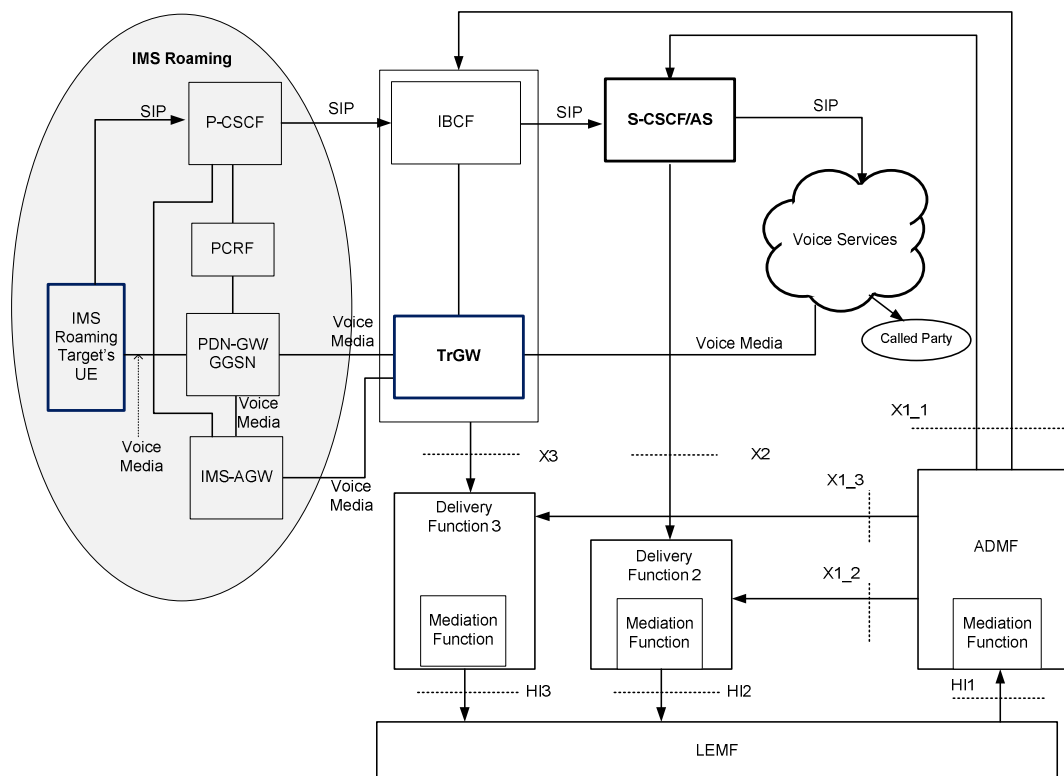 IMS Roaming
SIP
P-CSCF
SIP
IBCF
SIP
S-CSCF/AS
SIP
PCRF
Voice Services
IMS
Roaming
Target's
UE
PDN-GW/
GGSN
Voice
Media
TrGW
Voice Media
Called Party
Voice
Media
Voice
Media
IMS-AGW
Voice
Media
X1_1
X3
X2
X1_3
Delivery
Function 3
ADMF
Delivery
Function 2
X1_2
Mediation
Function
Mediation
Function
Mediation
Function
HI3
HI2
HI1
LEMF